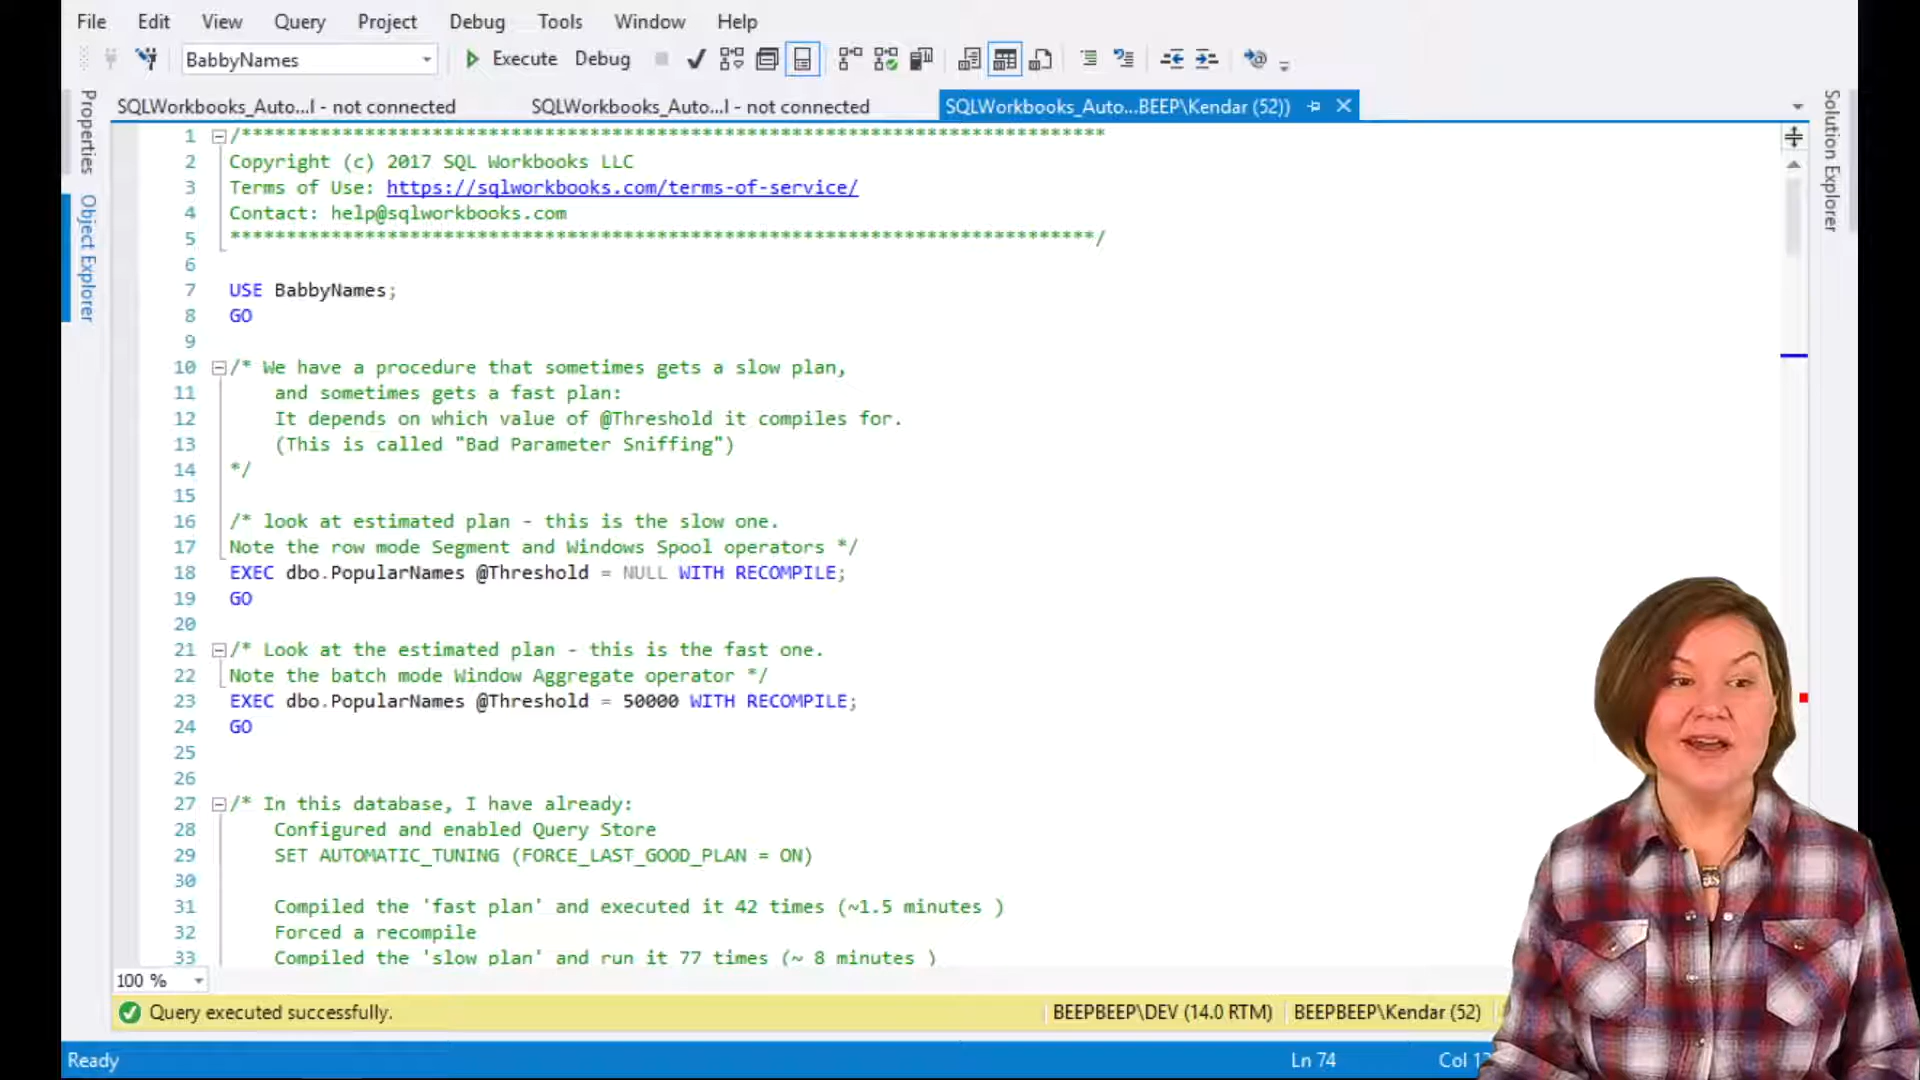 File Edit View Query Project Debug Tools Window Help
BabbyNames Execute Debug
SQLWorkbooks_Auto...l - not connected SQLWorkbooks_Auto...l - not connected SQLWorkbooks_Auto...BEEP\Kendar (52))
Properties
Object Explorer
Solution Explorer
1 /*****************************************************************************
2 Copyright (c) 2017 SQL Workbooks LLC
3 Terms of Use: https://sqlworkbooks.com/terms-of-service/
4 Contact: help@sqlworkbooks.com
5 *****************************************************************************/
6
7 USE BabbyNames;
8 GO
9
10 /* We have a procedure that sometimes gets a slow plan,
11 and sometimes gets a fast plan:
12 It depends on which value of @Threshold it compiles for.
13 (This is called "Bad Parameter Sniffing")
14 */
15
16 /* look at estimated plan - this is the slow one.
17 Note the row mode Segment and Windows Spool operators */
18 EXEC dbo.PopularNames @Threshold = NULL WITH RECOMPILE;
19 GO
20
21 /* Look at the estimated plan - this is the fast one.
22 Note the batch mode Window Aggregate operator */
23 EXEC dbo.PopularNames @Threshold = 50000 WITH RECOMPILE;
24 GO
25
26
27 /* In this database, I have already:
28 Configured and enabled Query Store
29 SET AUTOMATIC_TUNING (FORCE_LAST_GOOD_PLAN = ON)
30
31 Compiled the 'fast plan' and executed it 42 times (~1.5 minutes )
32 Forced a recompile
33 Compiled the 'slow plan' and run it 77 times (~ 8 minutes )
100 %
Query executed successfully. BEEPBEEP\DEV (14.0 RTM) BEEPBEEP\Kendar (52)
Ready Ln 74 Col